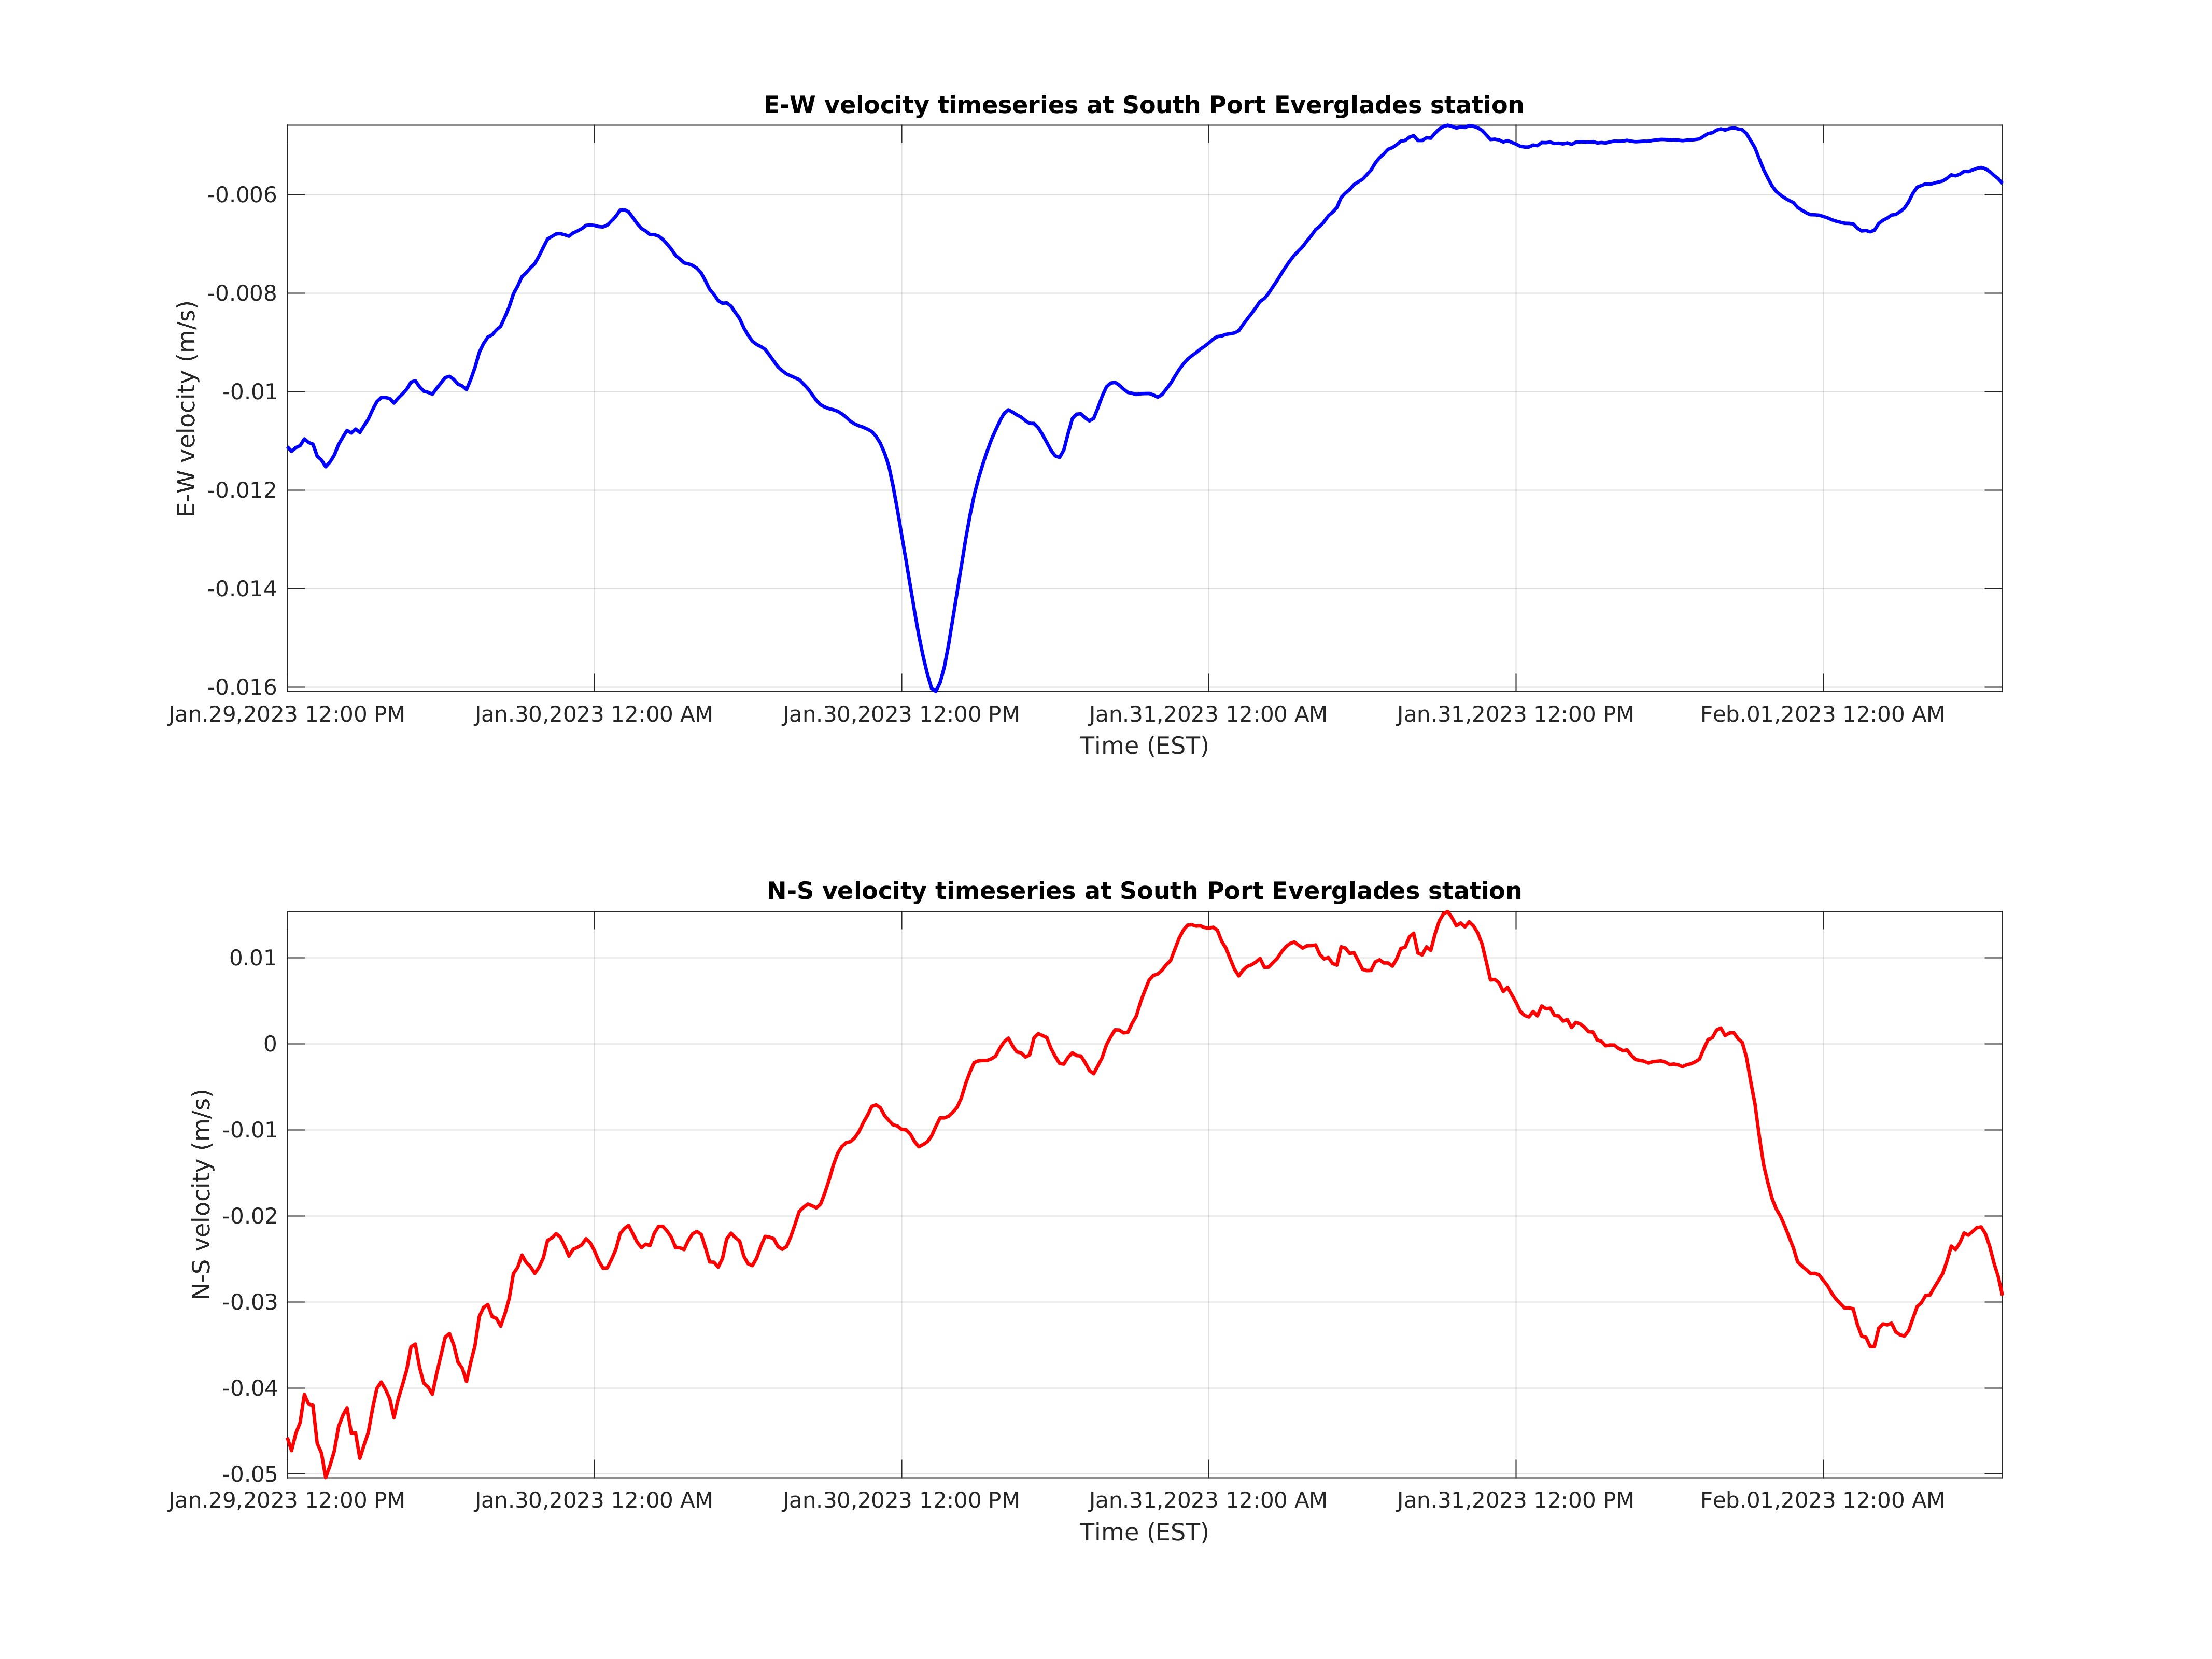 E-W velocity timeseries at South Port Everglades station
E-W velocity (m/s)
-0.006
-0.008
-0.01
-0.012
-0.014
-0.016
Jan.29,2023 12:00 PM Jan.30,2023 12:00 AM Jan.30,2023 12:00 PM Jan.31,2023 12:00 AM Jan.31,2023 12:00 PM Feb.01,2023 12:00 AM
Time (EST)
N-S velocity timeseries at South Port Everglades station
N-S velocity (m/s)
0.01
0
-0.01
-0.02
-0.03
-0.04
-0.05
Jan.29,2023 12:00 PM Jan.30,2023 12:00 AM Jan.30,2023 12:00 PM Jan.31,2023 12:00 AM Jan.31,2023 12:00 PM Feb.01,2023 12:00 AM
Time (EST)